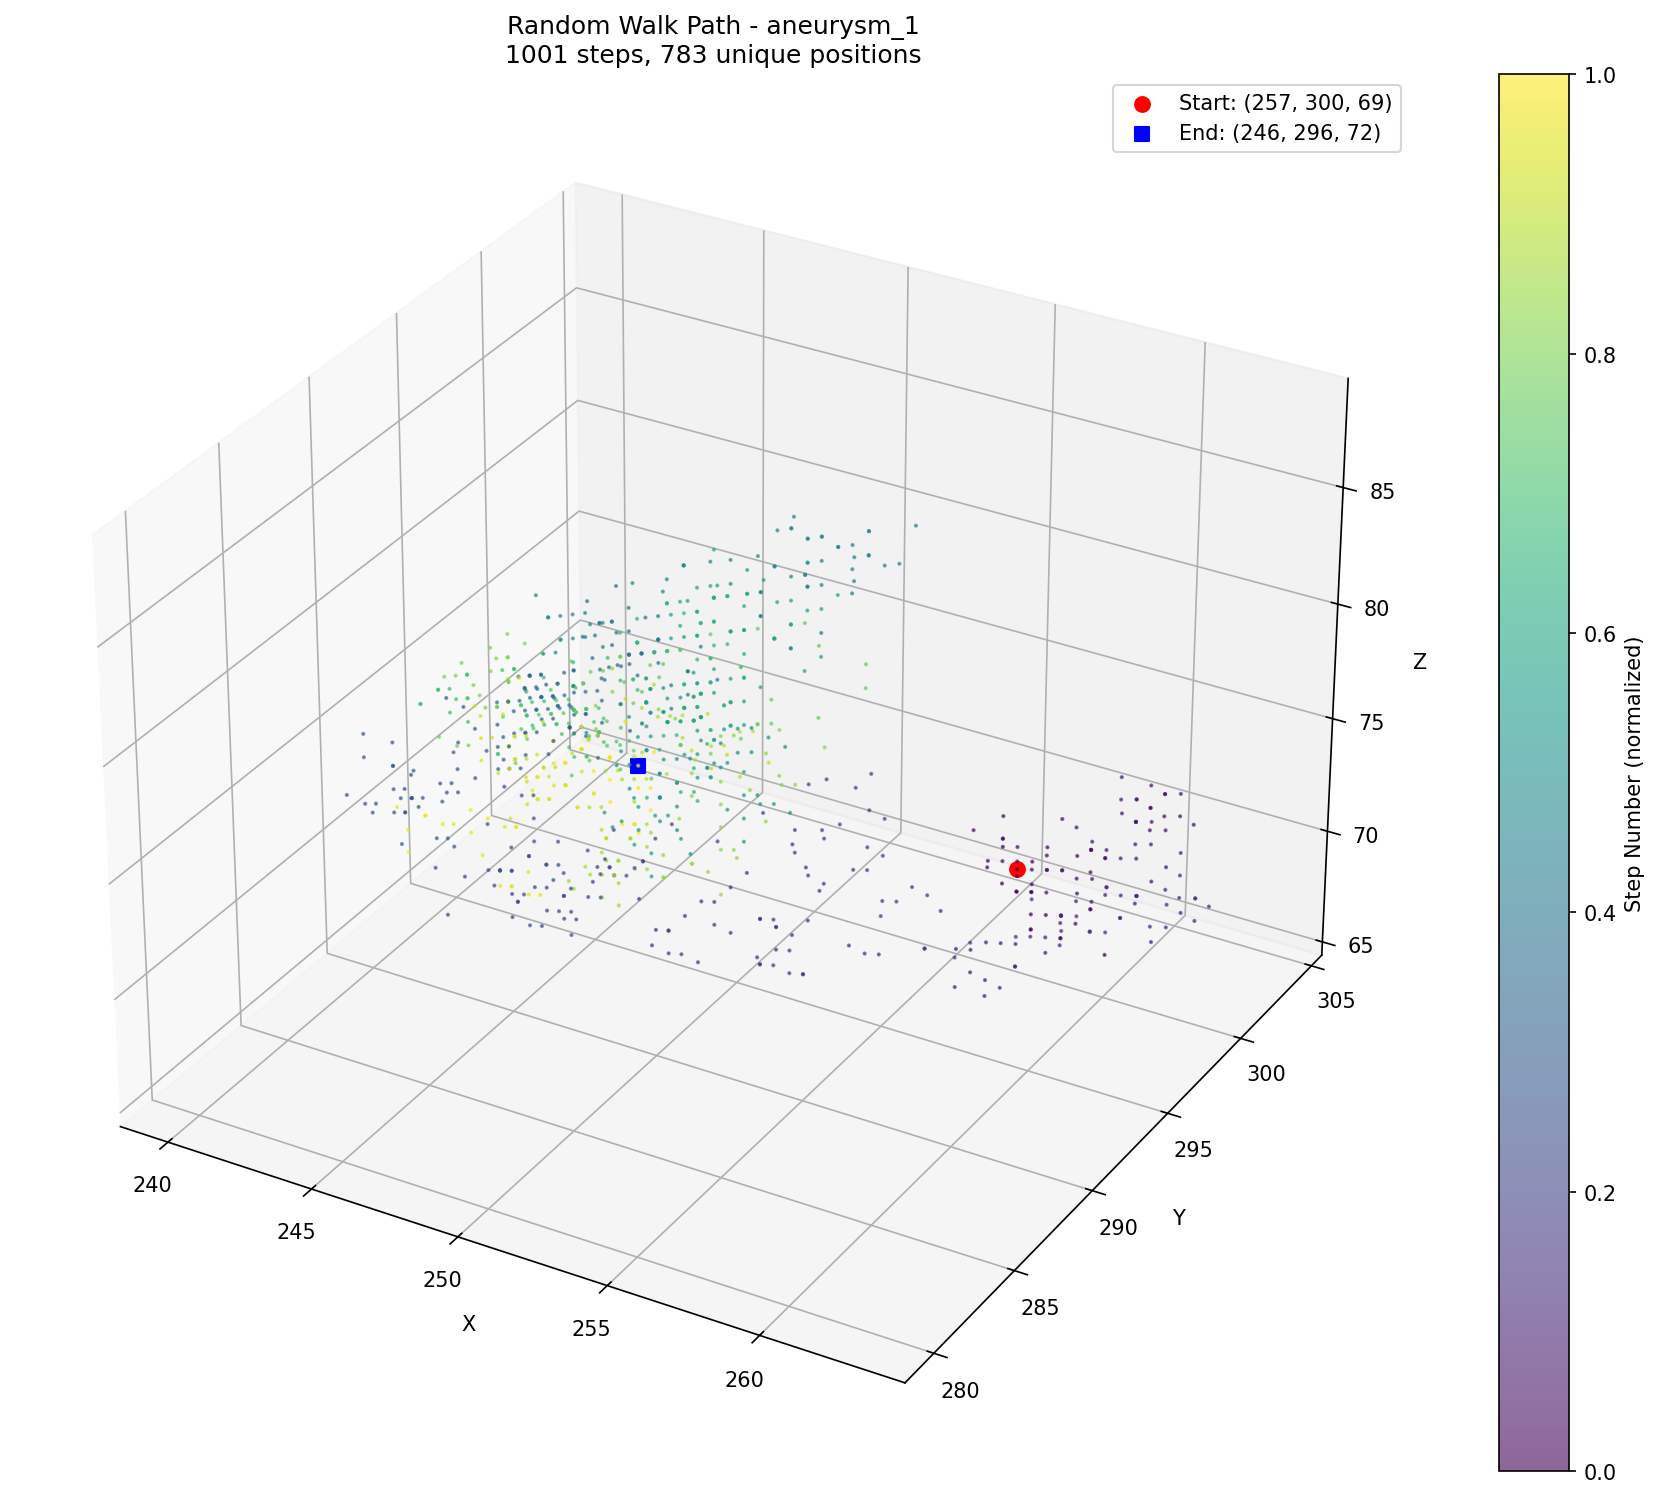 Random Walk Path - aneurysm_1
1001 steps, 783 unique positions
Start: (257, 300, 69)
End: (246, 296, 72)
1.0
0.8
0.6
0.4
0.2
0.0
Step Number (normalized)
85
80
75
70
65
Z
305
300
295
290
285
280
Y
240
245
250
255
260
X